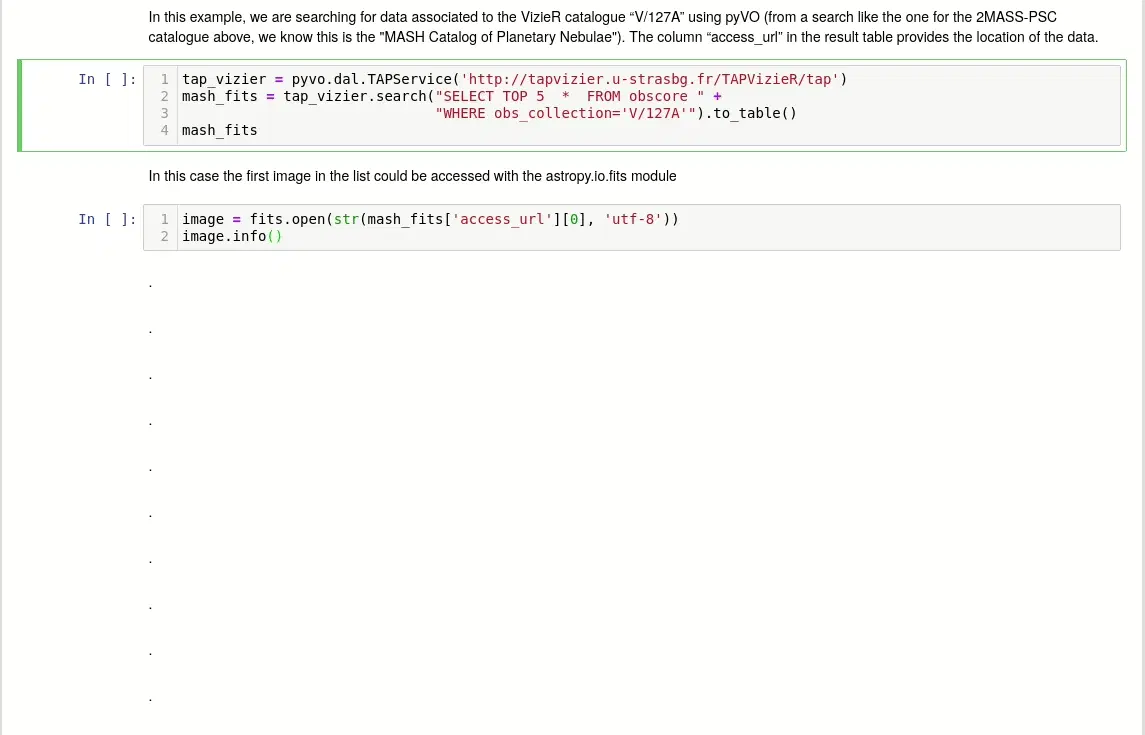 In this example, we are searching for data associated to the VizieR catalogue “V/127A” using pyVO (from a search like the one for the 2MASS-PSC
catalogue above, we know this is the "MASH Catalog of Planetary Nebulae"). The column “access_url” in the result table provides the location of the data.
In [ ]:
1 tap_vizier = pyvo.dal.TAPService('http://tapvizier.u-strasbg.fr/TAPVizieR/tap')
2 mash_fits = tap_vizier.search("SELECT TOP 5  *  FROM obscore " +
3                               "WHERE obs_collection='V/127A'").to_table()
4 mash_fits
In this case the first image in the list could be accessed with the astropy.io.fits module
In [ ]:
1 image = fits.open(str(mash_fits['access_url'][0], 'utf-8'))
2 image.info()
.
.
.
.
.
.
.
.
.
.